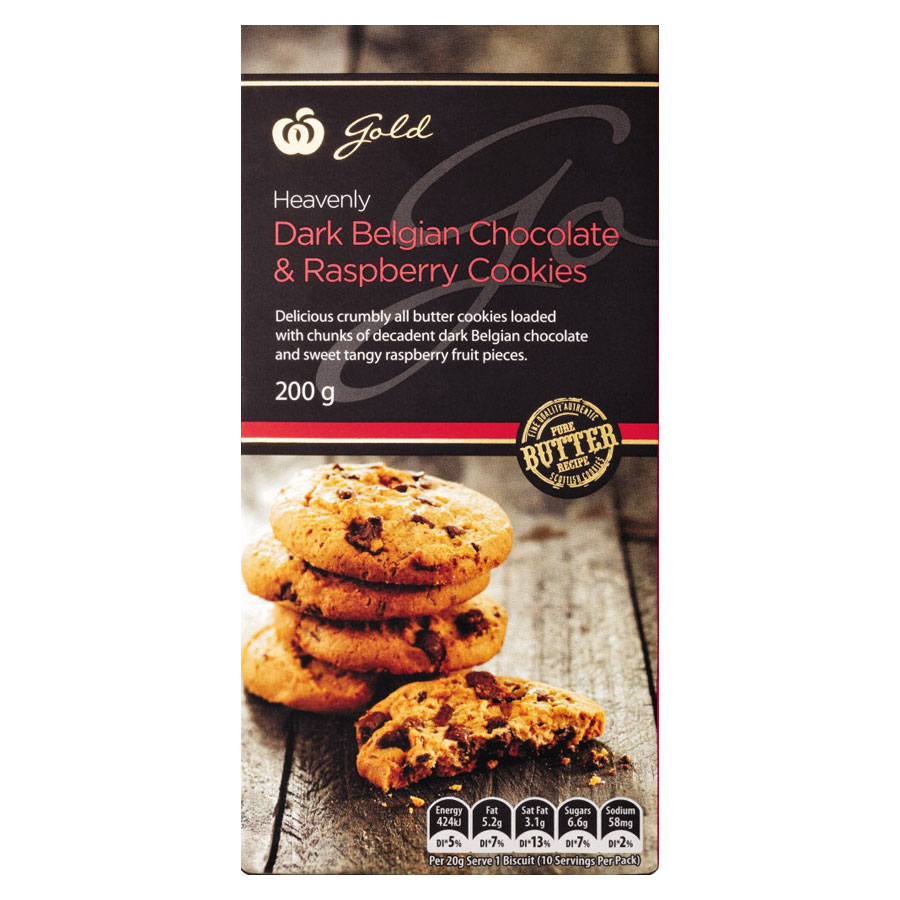 Gold
Heavenly
Dark Belgian Chocolate
& Raspberry Cookies
Delicious crumbly all butter cookies loaded
with chunks of decadent dark Belgian chocolate
and sweet tangy raspberry fruit pieces.
200 g
FINE QUALITY AUTHENTIC
PURE
BUTTER
RECIPE
SCOTTISH COOKIES
Energy Fat Sat Fat Sugars Sodium
424kJ 5.2g 3.1g 6.6g 58mg
DI*5% DI*7% DI*13% DI*7% DI*2%
Per 20g Serve 1 Biscuit (10 Servings Per Pack)